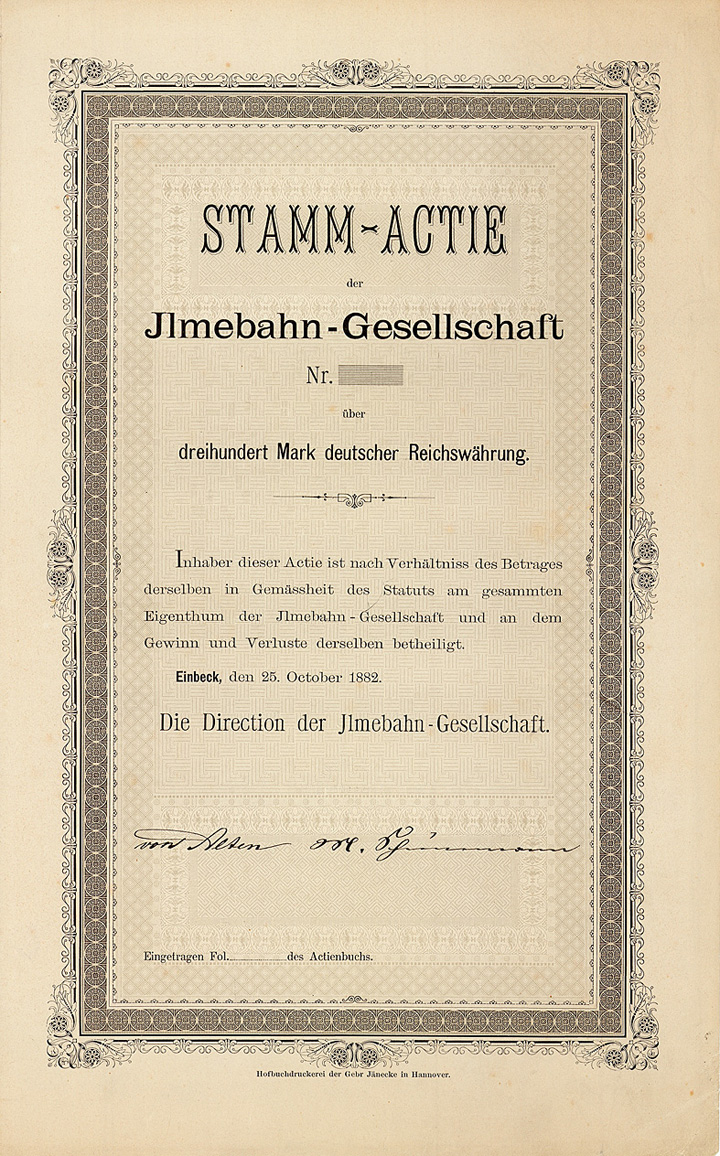 STAMM-ACTIE
der
Jlmebahn-Gesellschaft
Nr.
über
dreihundert Mark deutscher Reichswährung.
Inhaber dieser Actie ist nach Verhältniss des Betrages
derselben in Gemässheit des Statuts am gesammten
Eigenthum der Jlmebahn-Gesellschaft und an dem
Gewinn und Verluste derselben betheiligt.
Einbeck, den 25. October 1882.
Die Direction der Jlmebahn-Gesellschaft.
von Alten
Eingetragen Fol. des Actienbuchs.
Hofbuchdruckerei der Gebr Jänecke in Hannover.